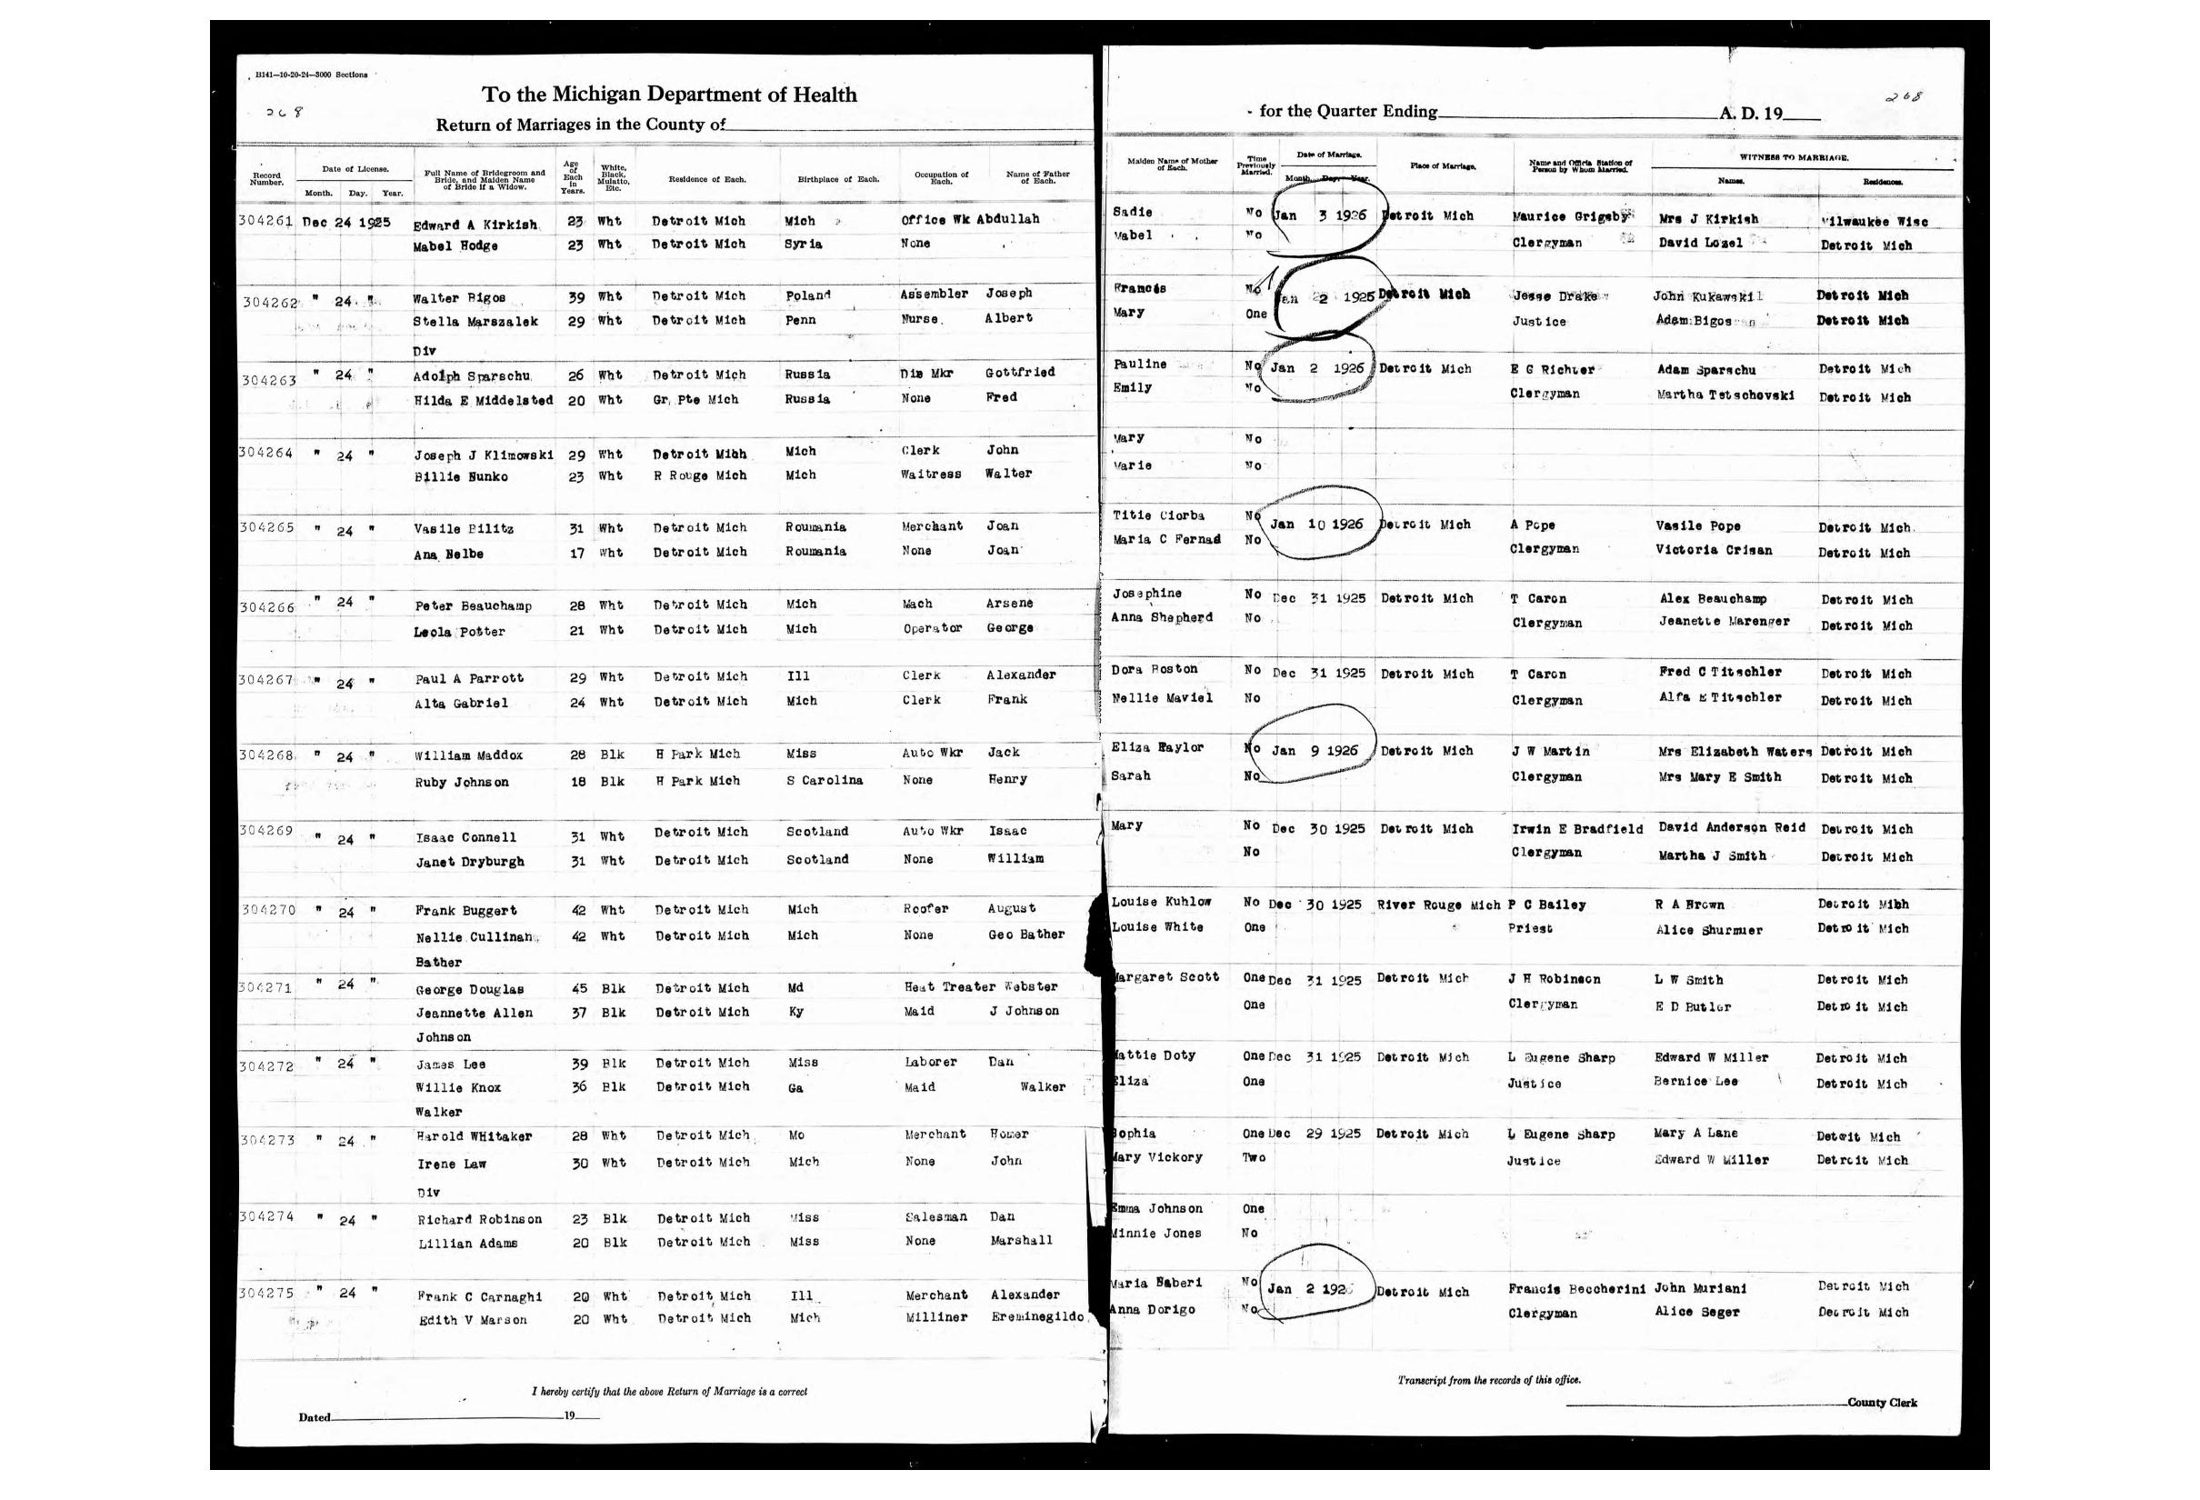 B141—10-20-24—3000 Sections
268
To the Michigan Department of Health
Return of Marriages in the County of
Record Number.
Date of License.
Month. Day. Year.
Full Name of Bridegroom and Bride, and Maiden Name of Bride if a Widow.
Age of Each in Years.
White, Black, Mulatto, Etc.
Residence of Each.
Birthplace of Each.
Occupation of Each.
Name of Father of Each.
304261 Dec 24 1925 Edward A Kirkish 23 Wht Detroit Mich Mich Office Wk Abdullah
Mabel Hodge 23 Wht Detroit Mich Syria None
304262 " 24 " Walter Bigos 39 Wht Detroit Mich Poland Assembler Joseph
Stella Marszalek 29 Wht Detroit Mich Penn Nurse Albert
Div
304263 " 24 " Adolph Sparschu 26 Wht Detroit Mich Russia Die Mkr Gottfried
Hilda E Middelsted 20 Wht Gr Pte Mich Russia None Fred
304264 " 24 " Joseph J Klimowski 29 Wht Detroit Mihh Mich Clerk John
Billie Nunko 23 Wht R Rouge Mich Mich Waitress Walter
304265 " 24 " Vasile Pilitz 31 Wht Detroit Mich Roumania Merchant Joan
Ana Nelbe 17 Wht Detroit Mich Roumania None Joan
304266 " 24 " Peter Beauchamp 28 Wht Detroit Mich Mich Mach Arsene
Leola Potter 21 Wht Detroit Mich Mich Operator George
304267 " 24 " Paul A Parrott 29 Wht Detroit Mich Ill Clerk Alexander
Alta Gabriel 24 Wht Detroit Mich Mich Clerk Frank
304268 " 24 " William Maddox 28 Blk H Park Mich Miss Auto Wkr Jack
Ruby Johnson 18 Blk H Park Mich S Carolina None Henry
304269 " 24 " Isaac Connell 31 Wht Detroit Mich Scotland Auto Wkr Isaac
Janet Dryburgh 31 Wht Detroit Mich Scotland None William
304270 " 24 " Frank Buggert 42 Wht Detroit Mich Mich Roofer August
Nellie Cullinan 42 Wht Detroit Mich Mich None Geo Bather
Bather
304271 " 24 " George Douglas 45 Blk Detroit Mich Md Heat Treater Webster
Jeannette Allen 37 Blk Detroit Mich Ky Maid J Johnson
Johnson
304272 " 24 " James Lee 39 Blk Detroit Mich Miss Laborer Dan
Willie Knox 36 Blk Detroit Mich Ga Maid Walker
Walker
304273 " 24 " Harold WHitaker 28 Wht Detroit Mich Mo Merchant Homer
Irene Law 30 Wht Detroit Mich Mich None John
Div
304274 " 24 " Richard Robinson 23 Blk Detroit Mich Miss Salesman Dan
Lillian Adams 20 Blk Detroit Mich Miss None Marshall
304275 " 24 " Frank C Carnaghi 20 Wht Detroit Mich Ill Merchant Alexander
Edith V Marson 20 Wht Detroit Mich Mich Milliner Ereminegildo
I hereby certify that the above Return of Marriage is a correct
Dated 19
268
- for the Quarter Ending A. D. 19
Maiden Name of Mother of Each.
Time Previously Married.
Date of Marriage.
Month. Day. Year.
Place of Marriage.
Name and Official Station of Person by Whom Married.
WITNESS TO MARRIAGE.
Names. Residences.
Sadie No Jan 3 1926 Detroit Mich Maurice Grigsby Mrs J Kirkish Milwaukee Wisc
Mabel No Clergyman David Lozel Detroit Mich
Frances No Jan 2 1925 Detroit Mich Jesse Drake John Kukawski Detroit Mich
Mary One Justice Adam Bigos Detroit Mich
Pauline No Jan 2 1926 Detroit Mich E G Richter Adam Sparschu Detroit Mich
Emily No Clergyman Martha Tetschovski Detroit Mich
Mary No
Marie No
Titie Ciorba No Jan 10 1926 Detroit Mich A Pope Vasile Pope Detroit Mich
Maria C Fernad No Clergyman Victoria Crisan Detroit Mich
Josephine No Dec 31 1925 Detroit Mich T Caron Alex Beauchamp Detroit Mich
Anna Shepherd No Clergyman Jeanette Marenger Detroit Mich
Dora Boston No Dec 31 1925 Detroit Mich T Caron Fred C Titschler Detroit Mich
Nellie Maviel No Clergyman Alfa E Titschler Detroit Mich
Eliza Raylor No Jan 9 1926 Detroit Mich J W Martin Mrs Elizabeth Waters Detroit Mich
Sarah No Clergyman Mrs Mary E Smith Detroit Mich
Mary No Dec 30 1925 Detroit Mich Irwin E Bradfield David Anderson Reid Detroit Mich
No Clergyman Martha J Smith Detroit Mich
Louise Kuhlow No Dec 30 1925 River Rouge Mich P C Bailey R A Brown Detroit Mihh
Louise White One Priest Alice Shurmuer Detroit Mich
Margaret Scott One Dec 31 1925 Detroit Mich J H Robinson L W Smith Detroit Mich
One Clergyman E D Butler Detroit Mich
Mattie Doty One Dec 31 1925 Detroit Mich L Eugene Sharp Edward W Miller Detroit Mich
Eliza One Justice Bernice Lee Detroit Mich
Sophia One Dec 29 1925 Detroit Mich L Eugene Sharp Mary A Lane Detroit Mich
Mary Vickory Two Justice Edward W Miller Detroit Mich
Emma Johnson One
Minnie Jones No
Maria Baberi No Jan 2 192 Detroit Mich Francis Beccherini John Muriani Detroit Mich
Anna Dorigo No Clergyman Alice Seger Detroit Mich
Transcript from the records of this office.
County Clerk